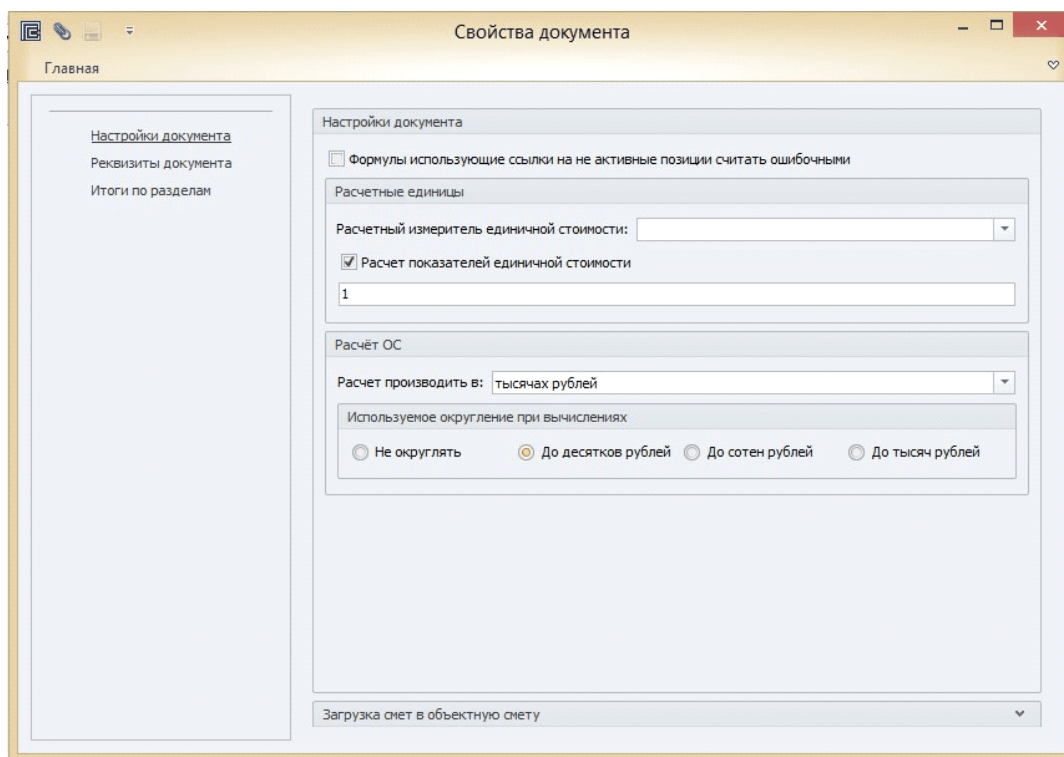 Свойства документа
Главная
Настройки документа
Реквизиты документа
Итоги по разделам
Настройки документа
Формулы использующие ссылки на не активные позиции считать ошибочными
Расчетные единицы
Расчетный измеритель единичной стоимости:
Расчет показателей единичной стоимости
1
Расчёт ОС
Расчет производить в: тысячах рублей
Используемое округление при вычислениях
Не округлять До десятков рублей До сотен рублей До тысяч рублей
Загрузка смет в объектную смету